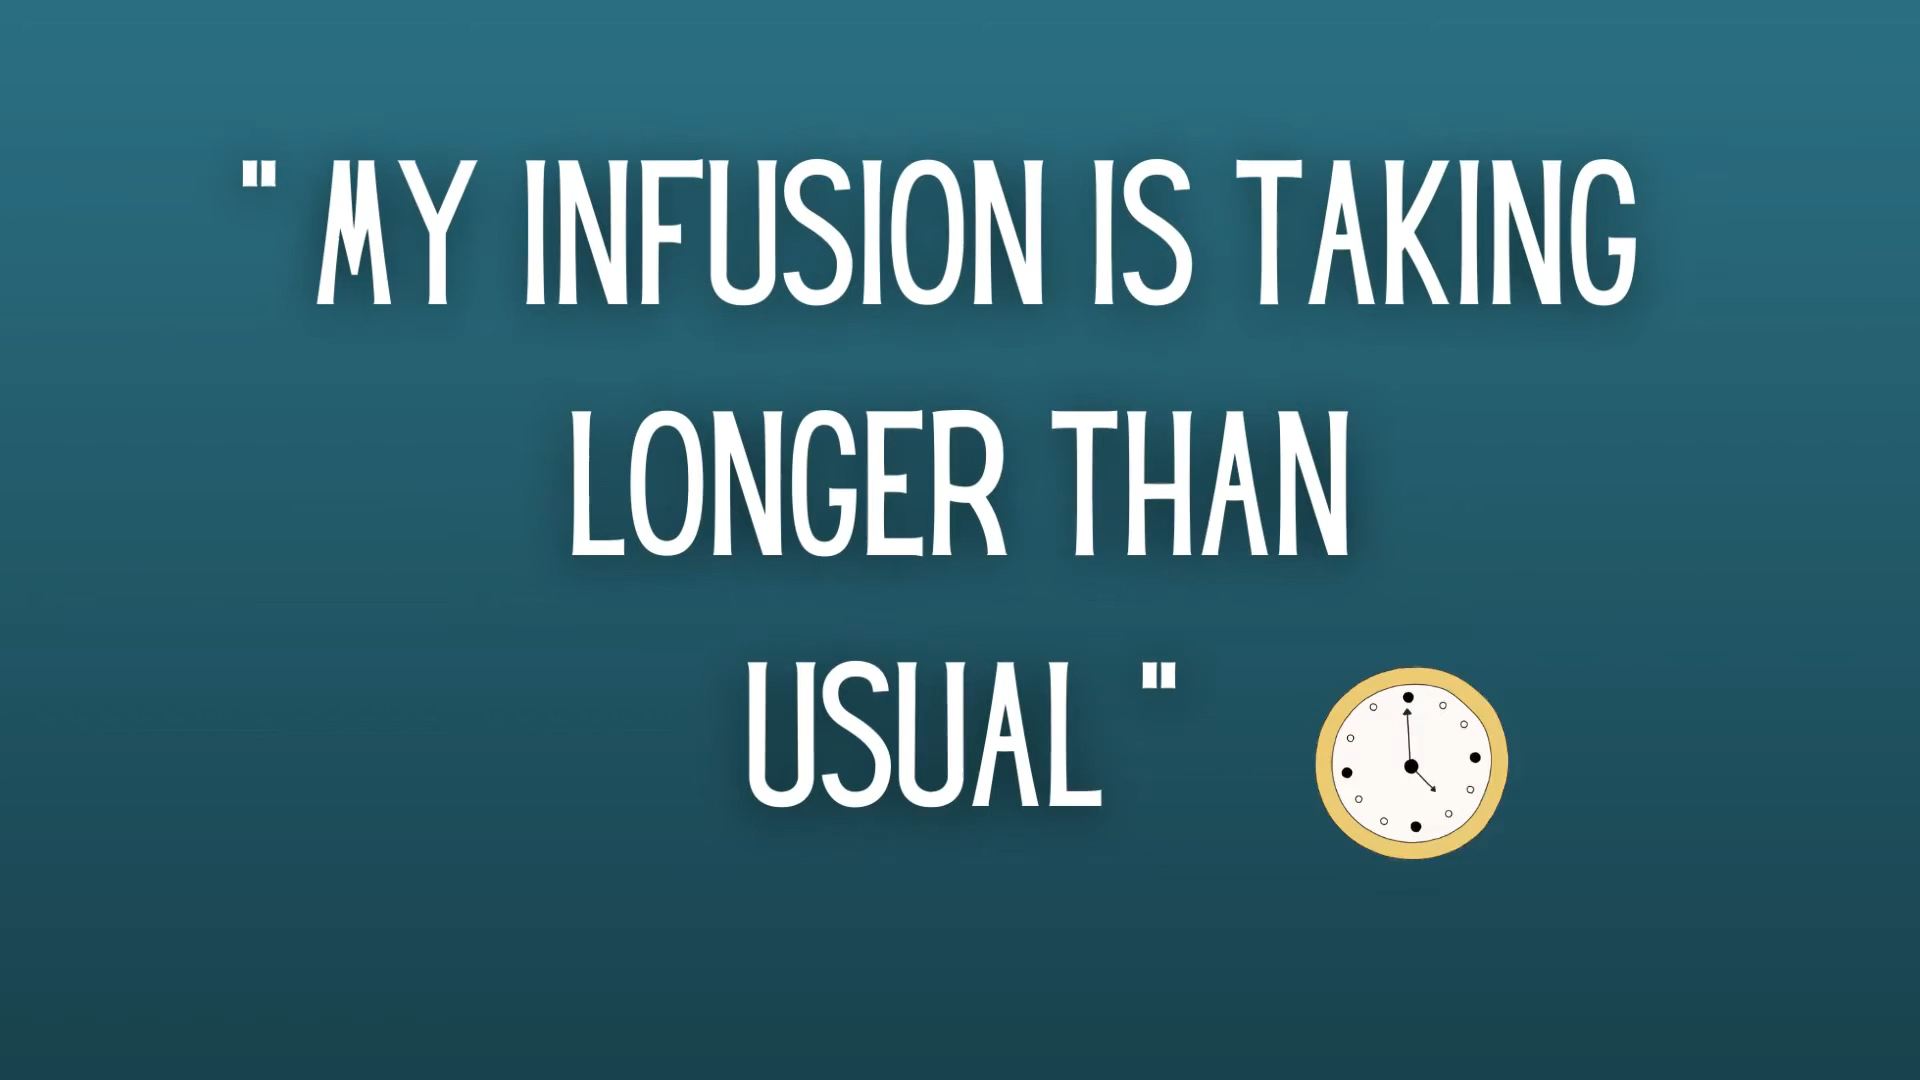 " MY INFUSION IS TAKING
LONGER THAN
USUAL "